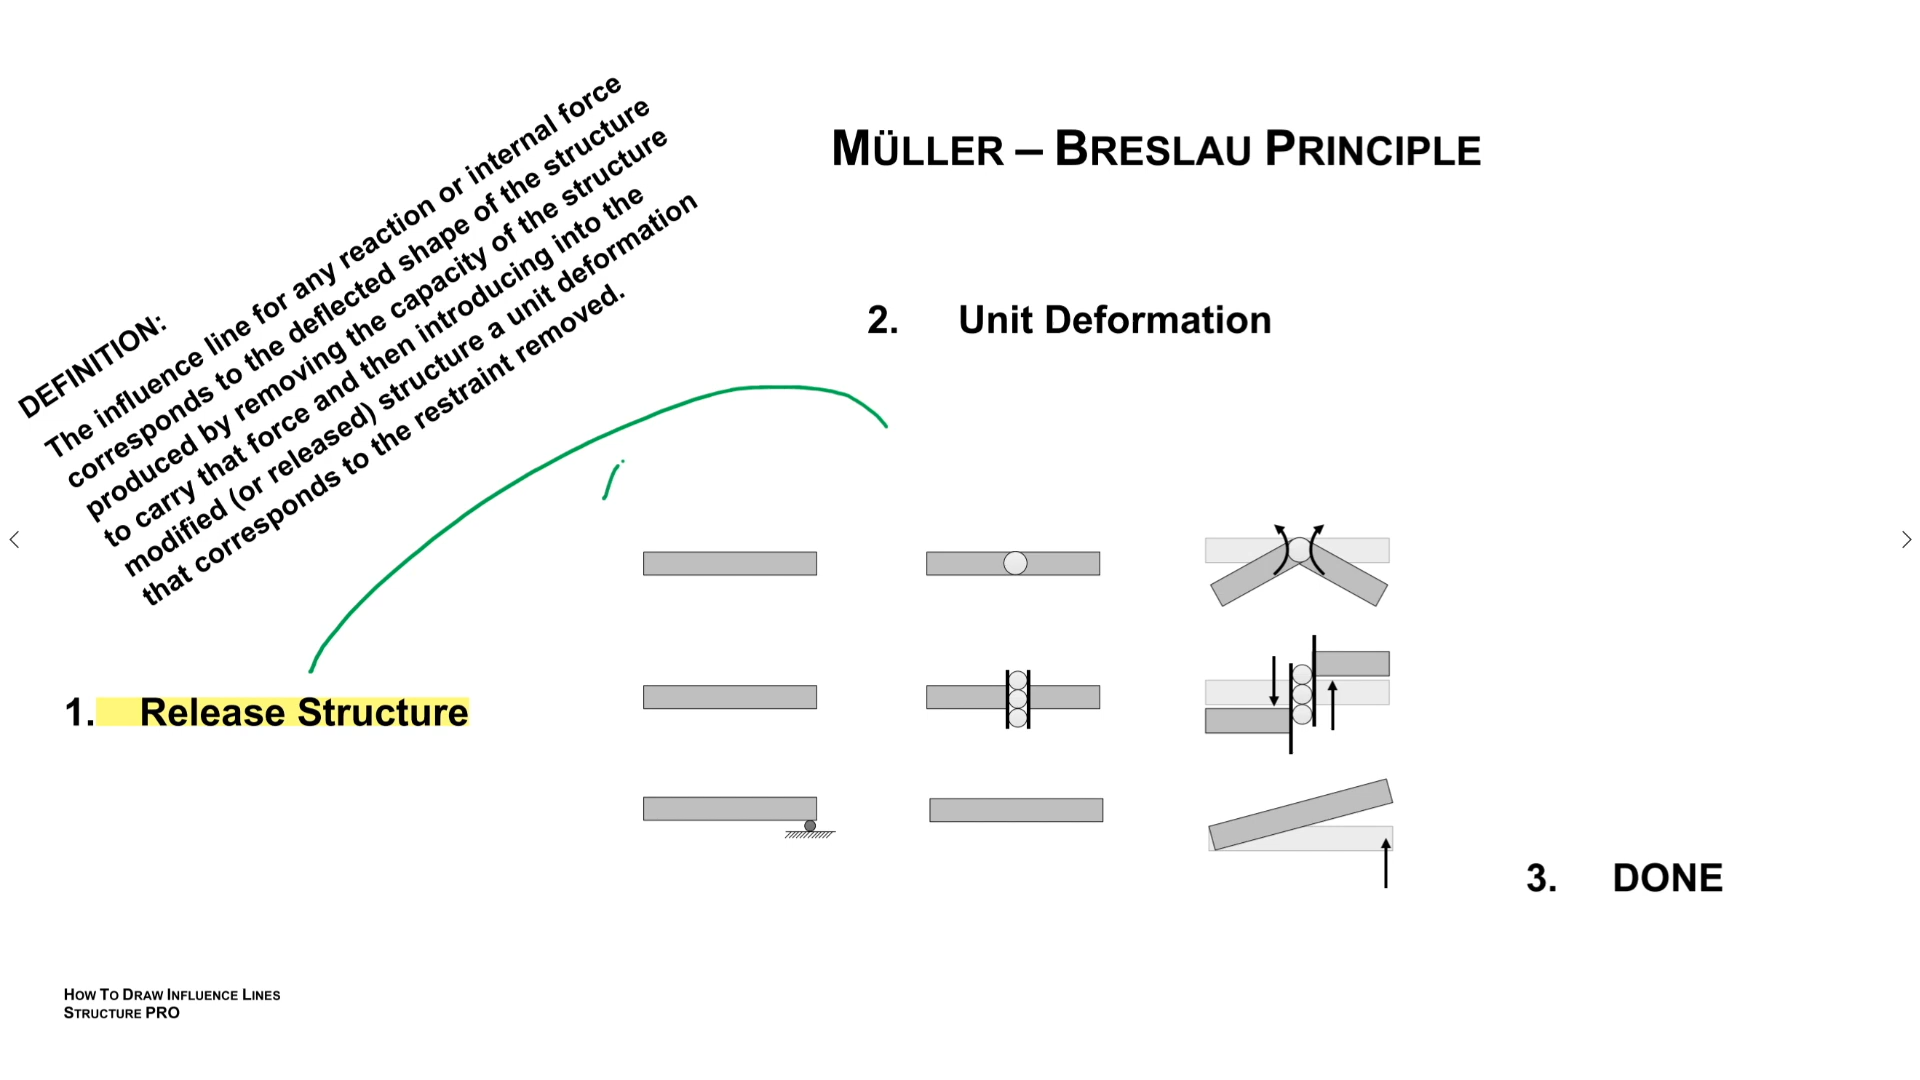 MÜLLER – BRESLAU PRINCIPLE
DEFINITION:
The influence line for any reaction or internal force
corresponds to the deflected shape of the structure
produced by removing the capacity of the structure
to carry that force and then introducing into the
modified (or released) structure a unit deformation
that corresponds to the restraint removed.
1. Release Structure
2. Unit Deformation
3. DONE
HOW TO DRAW INFLUENCE LINES
STRUCTURE PRO